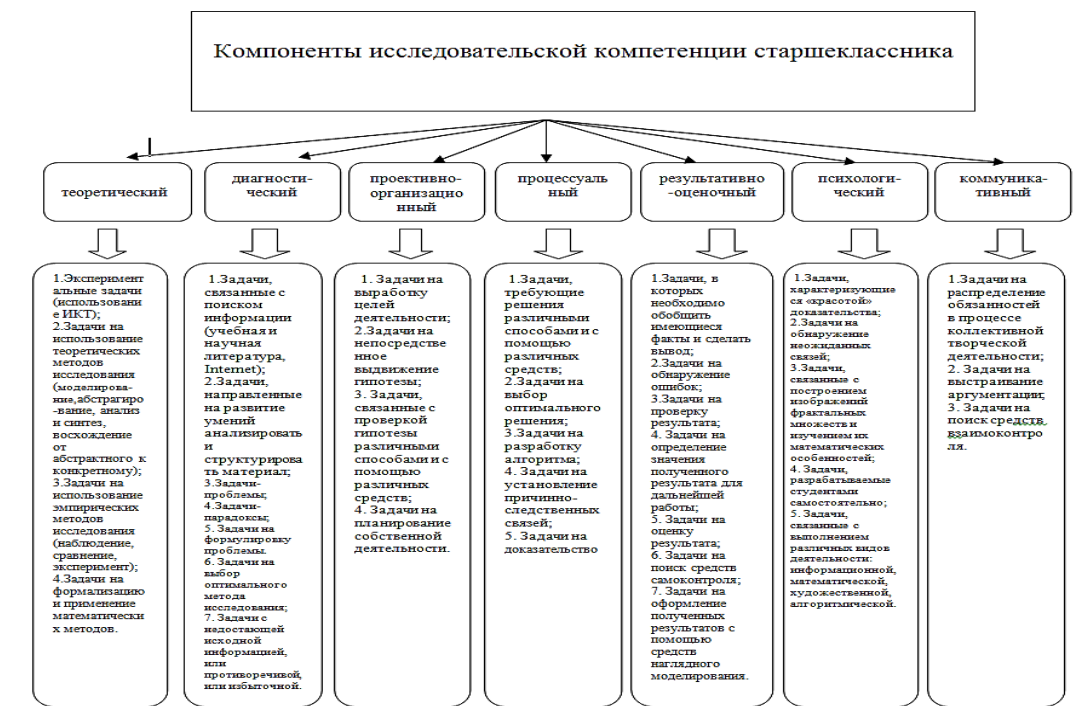 Компоненты исследовательской компетенции старшеклассника
теоретический
диагности-
ческий
проективно-
организацио
нный
процессуаль
ный
результативно
-оценочный
психологи-
ческий
коммуника-
тивный
1.Эксперимент
альные задачи
(использовани
е ИКТ);
2.Задачи на
использование
теоретических
методов
исследования
(моделирова-
ние,абстрагиро
-вание, анализ
и синтез,
восхождение
от
абстрактного к
конкретному);
3.Задачи на
использование
эмпирических
методов
исследования
(наблюдение,
сравнение,
эксперимент);
4.Задачи на
формализацию
и применение
математически
х методов.
1.Задачи,
связанные с
поиском
информации
(учебная и
научная
литература,
Internet);
2.Задачи,
направленные
на развитие
умений
анализировать
и
структурирова
ть материал;
3.Задачи-
проблемы;
4.Задачи-
парадоксы;
5. Задачи на
формулировку
проблемы.
6. Задачи на
выбор
оптимального
метода
исследования;
7. Задачи с
недостающей
исходной
информацией,
или
противоречивой,
или избыточной.
1. Задачи на
выработку
целей
деятельности;
2.Задачи на
непосредстве
нное
выдвижение
гипотезы;
3. Задачи,
связанные с
проверкой
гипотезы
различными
способами и с
помощью
различных
средств;
4. Задачи на
планирование
собственной
деятельности.
1.Задачи,
требующие
решения
различными
способами и с
помощью
различных
средств;
2.Задачи на
выбор
оптимального
решения;
3.Задачи на
разработку
алгоритма;
4. Задачи на
установление
причинно-
следственных
связей;
5. Задачи на
доказательство
1.Задачи, в
которых
необходимо
обобщить
имеющиеся
факты и сделать
вывод;
2.Задачи на
обнаружение
ошибок;
3.Задачи на
проверку
результата;
4. Задачи на
определение
значения
полученного
результата для
дальнейшей
работы;
5. Задачи на
оценку
результата;
6. Задачи на
поиск средств
самоконтроля;
7. Задачи на
оформление
полученных
результатов с
помощью
средств
наглядного
моделирования.
1.Задачи,
характеризующие
ся «красотой»
доказательства;
2.Задачи на
обнаружение
неожиданных
связей;
3.Задачи,
связанные с
построением
изображений
фрактальных
множеств и
изучением их
математических
особенностей;
4. Задачи,
разрабатываемые
студентами
самостоятельно;
5. Задачи,
связанные с
выполнением
различных видов
деятельности:
информационной,
математической,
художественной,
алгоритмической.
1.Задачи на
распределение
обязанностей
в процессе
коллективной
творческой
деятельности;
2. Задачи на
выстраивание
аргументации;
3. Задачи на
поиск средств
взаимоконтро
ля.